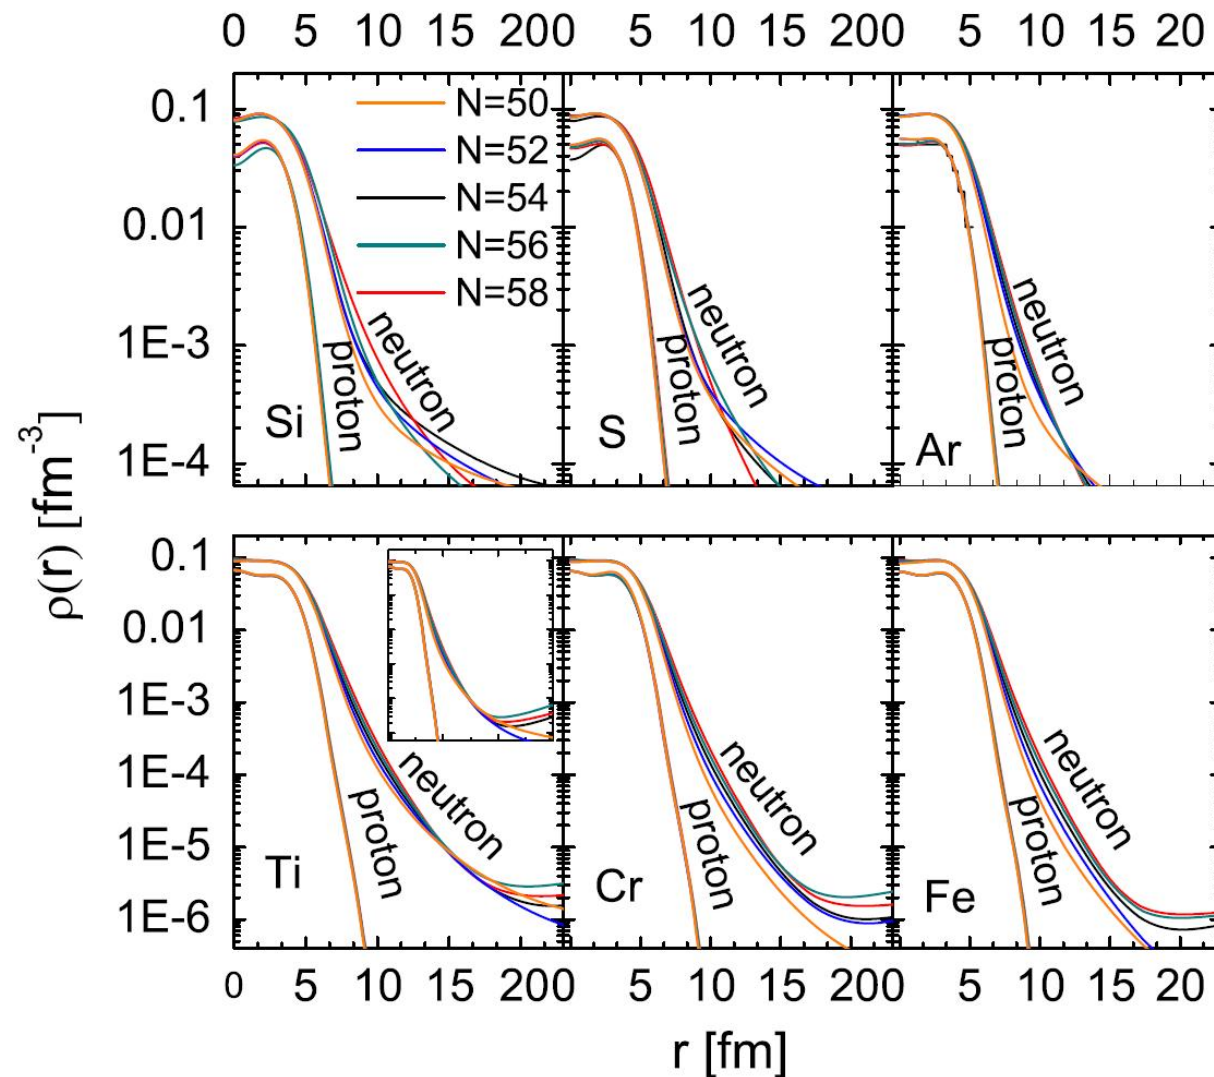 0 5 10 15 200 5 10 15 200 5 10 15 20
0.1
0.01
1E-3
1E-4
N=50
N=52
N=54
N=56
N=58
neutron
proton
Si
neutron
proton
S
neutron
proton
Ar
ρ(r) [fm-3]
0.1
0.01
1E-3
1E-4
1E-5
1E-6
neutron
proton
Ti
neutron
proton
Cr
neutron
proton
Fe
0 5 10 15 200 5 10 15 200 5 10 15 20
r [fm]